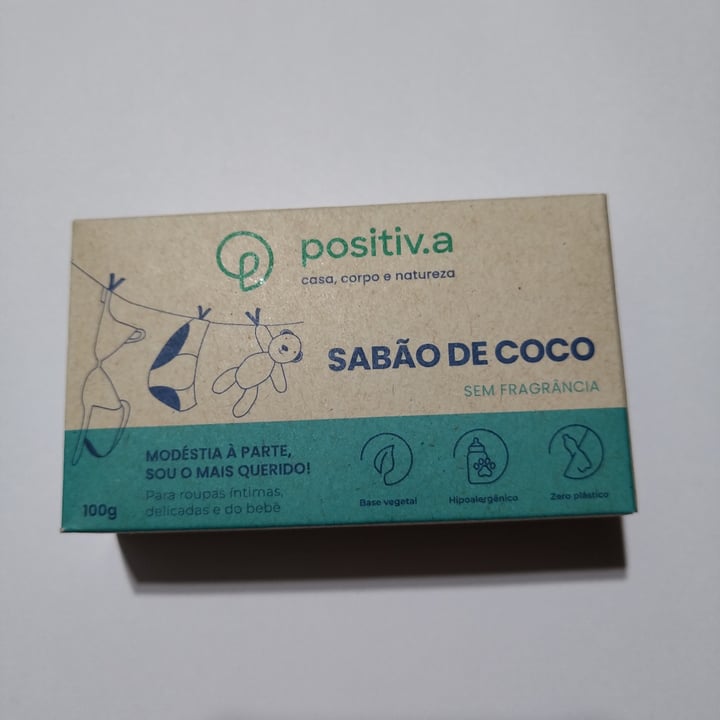 positiv.a
casa, corpo e natureza
SABÃO DE COCO
SEM FRAGRÂNCIA
MODÉSTIA À PARTE,
SOU O MAIS QUERIDO!
Para roupas íntimas,
delicadas e do bebê
100g
Base vegetal
Hipoalergênico
Zero plástico